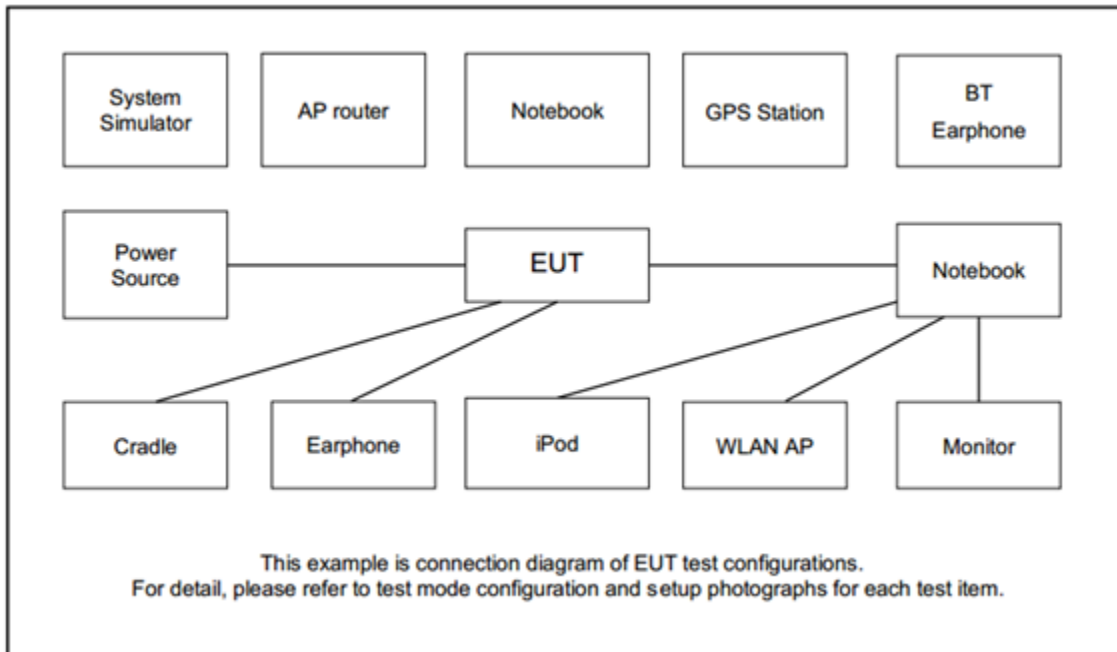 System
Simulator
AP router
Notebook
GPS Station
BT
Earphone
Power
Source
EUT
Notebook
Cradle
Earphone
iPod
WLAN AP
Monitor
This example is connection diagram of EUT test configurations.
For detail, please refer to test mode configuration and setup photographs for each test item.